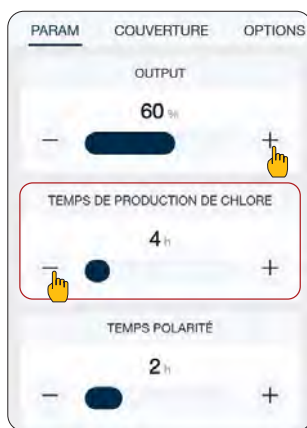 PARAM COUVERTURE OPTIONS
OUTPUT
60 %
− +
TEMPS DE PRODUCTION DE CHLORE
4 h
− +
TEMPS POLARITÉ
2 h
− +